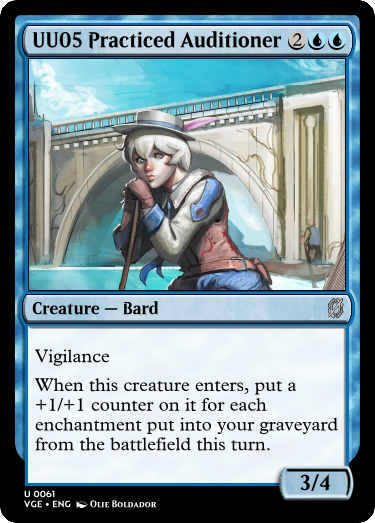 UU05 Practiced Auditioner 2
Creature — Bard
Vigilance
When this creature enters, put a
+1/+1 counter on it for each
enchantment put into your graveyard
from the battlefield this turn.
3/4
U 0061
VGE • ENG Olie Boldador